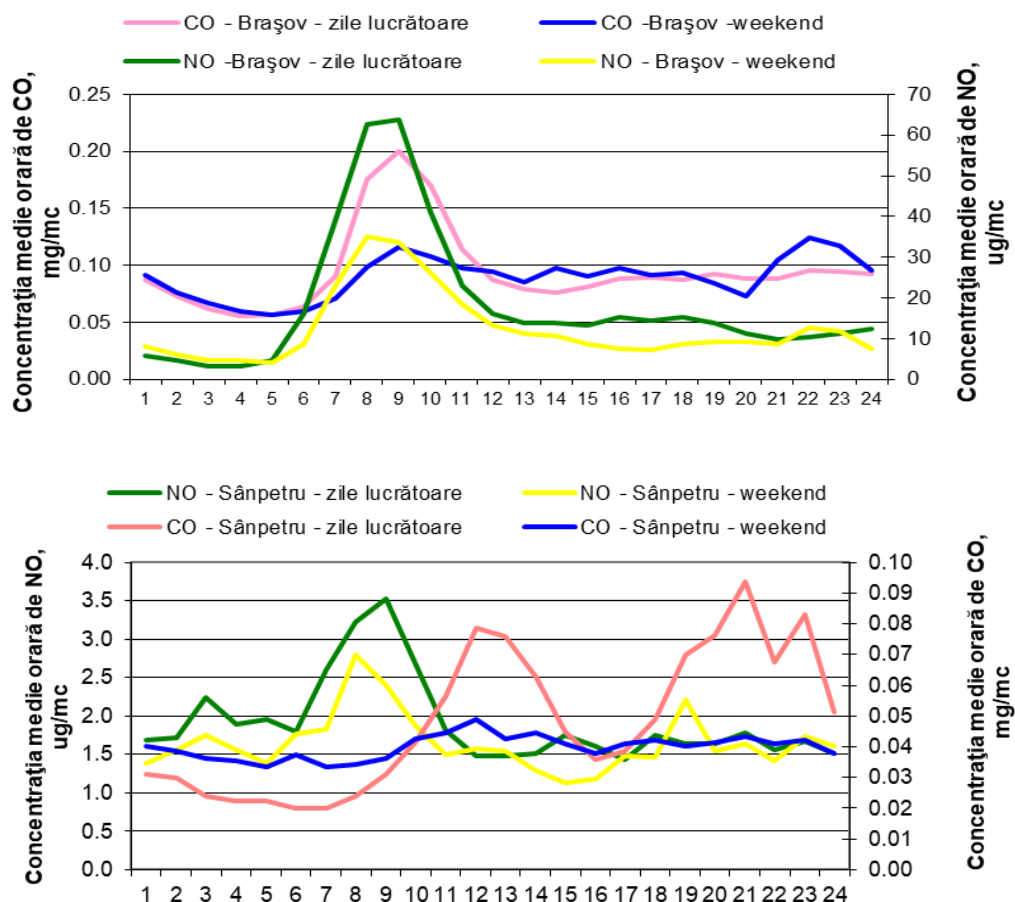 CO - Braşov - zile lucrătoare
CO -Braşov -weekend
NO -Braşov - zile lucrătoare
NO - Braşov - weekend
Concentraţia medie orară de CO,
mg/mc
0.25
0.20
0.15
0.10
0.05
0.00
70
60
50
40
30
20
10
0
Concentraţia medie orară de NO,
ug/mc
1 2 3 4 5 6 7 8 9 10 11 12 13 14 15 16 17 18 19 20 21 22 23 24
NO - Sânpetru - zile lucrătoare
NO - Sânpetru - weekend
CO - Sânpetru - zile lucrătoare
CO - Sânpetru - weekend
Concentraţia medie orară de NO,
ug/mc
4.0
3.5
3.0
2.5
2.0
1.5
1.0
0.5
0.0
0.10
0.09
0.08
0.07
0.06
0.05
0.04
0.03
0.02
0.01
0.00
Concentraţia medie orară de CO,
mg/mc
1 2 3 4 5 6 7 8 9 10 11 12 13 14 15 16 17 18 19 20 21 22 23 24